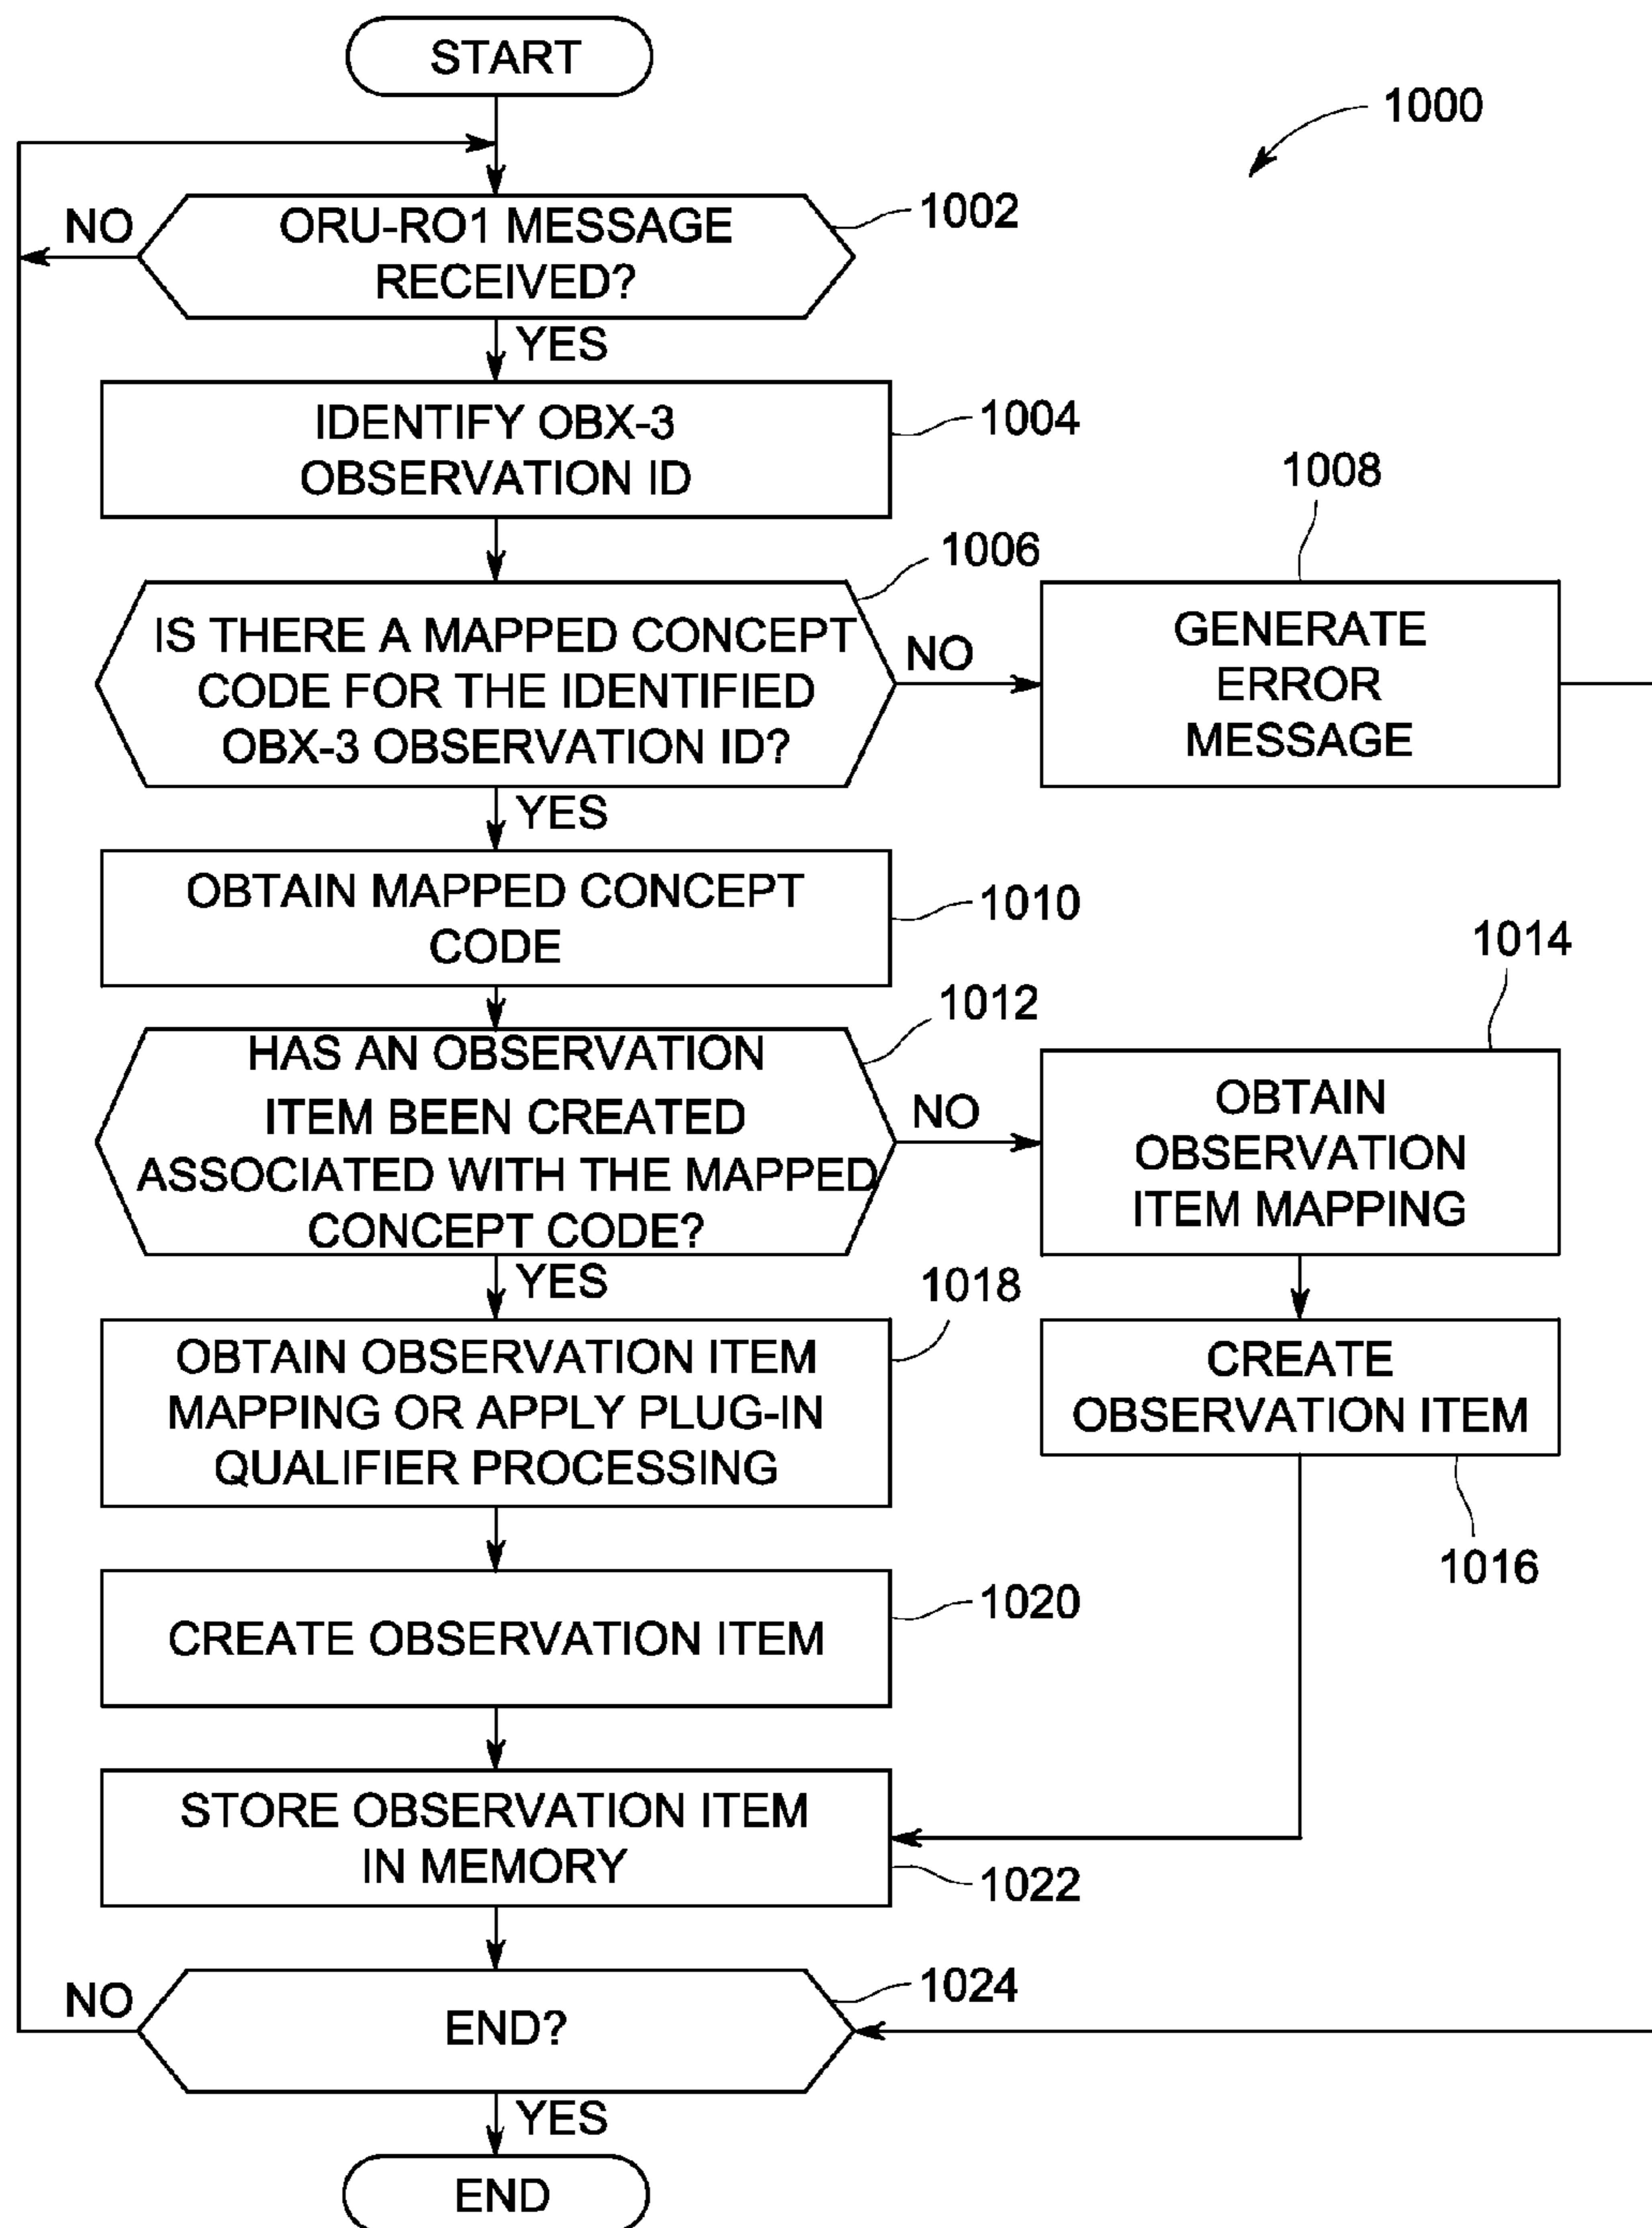 START
1000
NO
ORU-RO1 MESSAGE
RECEIVED?
1002
YES
IDENTIFY OBX-3
OBSERVATION ID
1004
1006
IS THERE A MAPPED CONCEPT
CODE FOR THE IDENTIFIED
OBX-3 OBSERVATION ID?
NO
1008
GENERATE
ERROR
MESSAGE
YES
OBTAIN MAPPED CONCEPT
CODE
1010
1012
HAS AN OBSERVATION
ITEM BEEN CREATED
ASSOCIATED WITH THE MAPPED
CONCEPT CODE?
NO
1014
OBTAIN
OBSERVATION
ITEM MAPPING
YES
1018
OBTAIN OBSERVATION ITEM
MAPPING OR APPLY PLUG-IN
QUALIFIER PROCESSING
CREATE
OBSERVATION ITEM
1016
CREATE OBSERVATION ITEM
1020
STORE OBSERVATION ITEM
IN MEMORY
1022
NO
END?
1024
YES
END